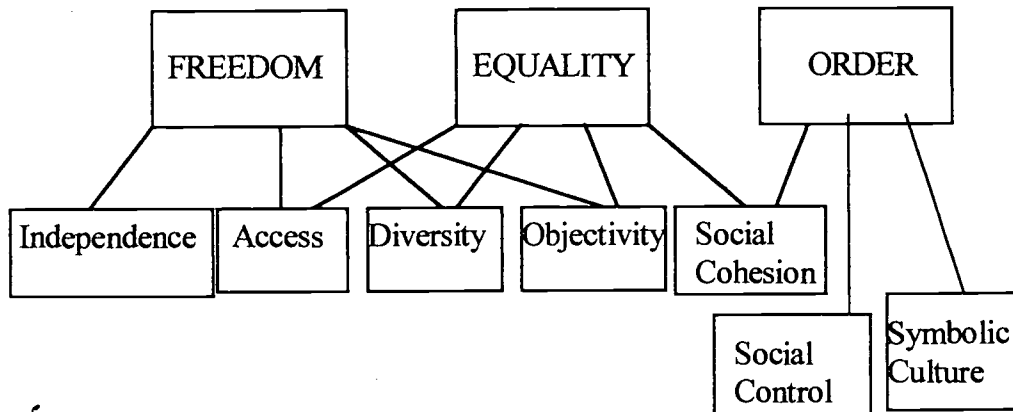 FREEDOM
EQUALITY
ORDER
Independence
Access
Diversity
Objectivity
Social
Cohesion
Social
Control
Symbolic
Culture